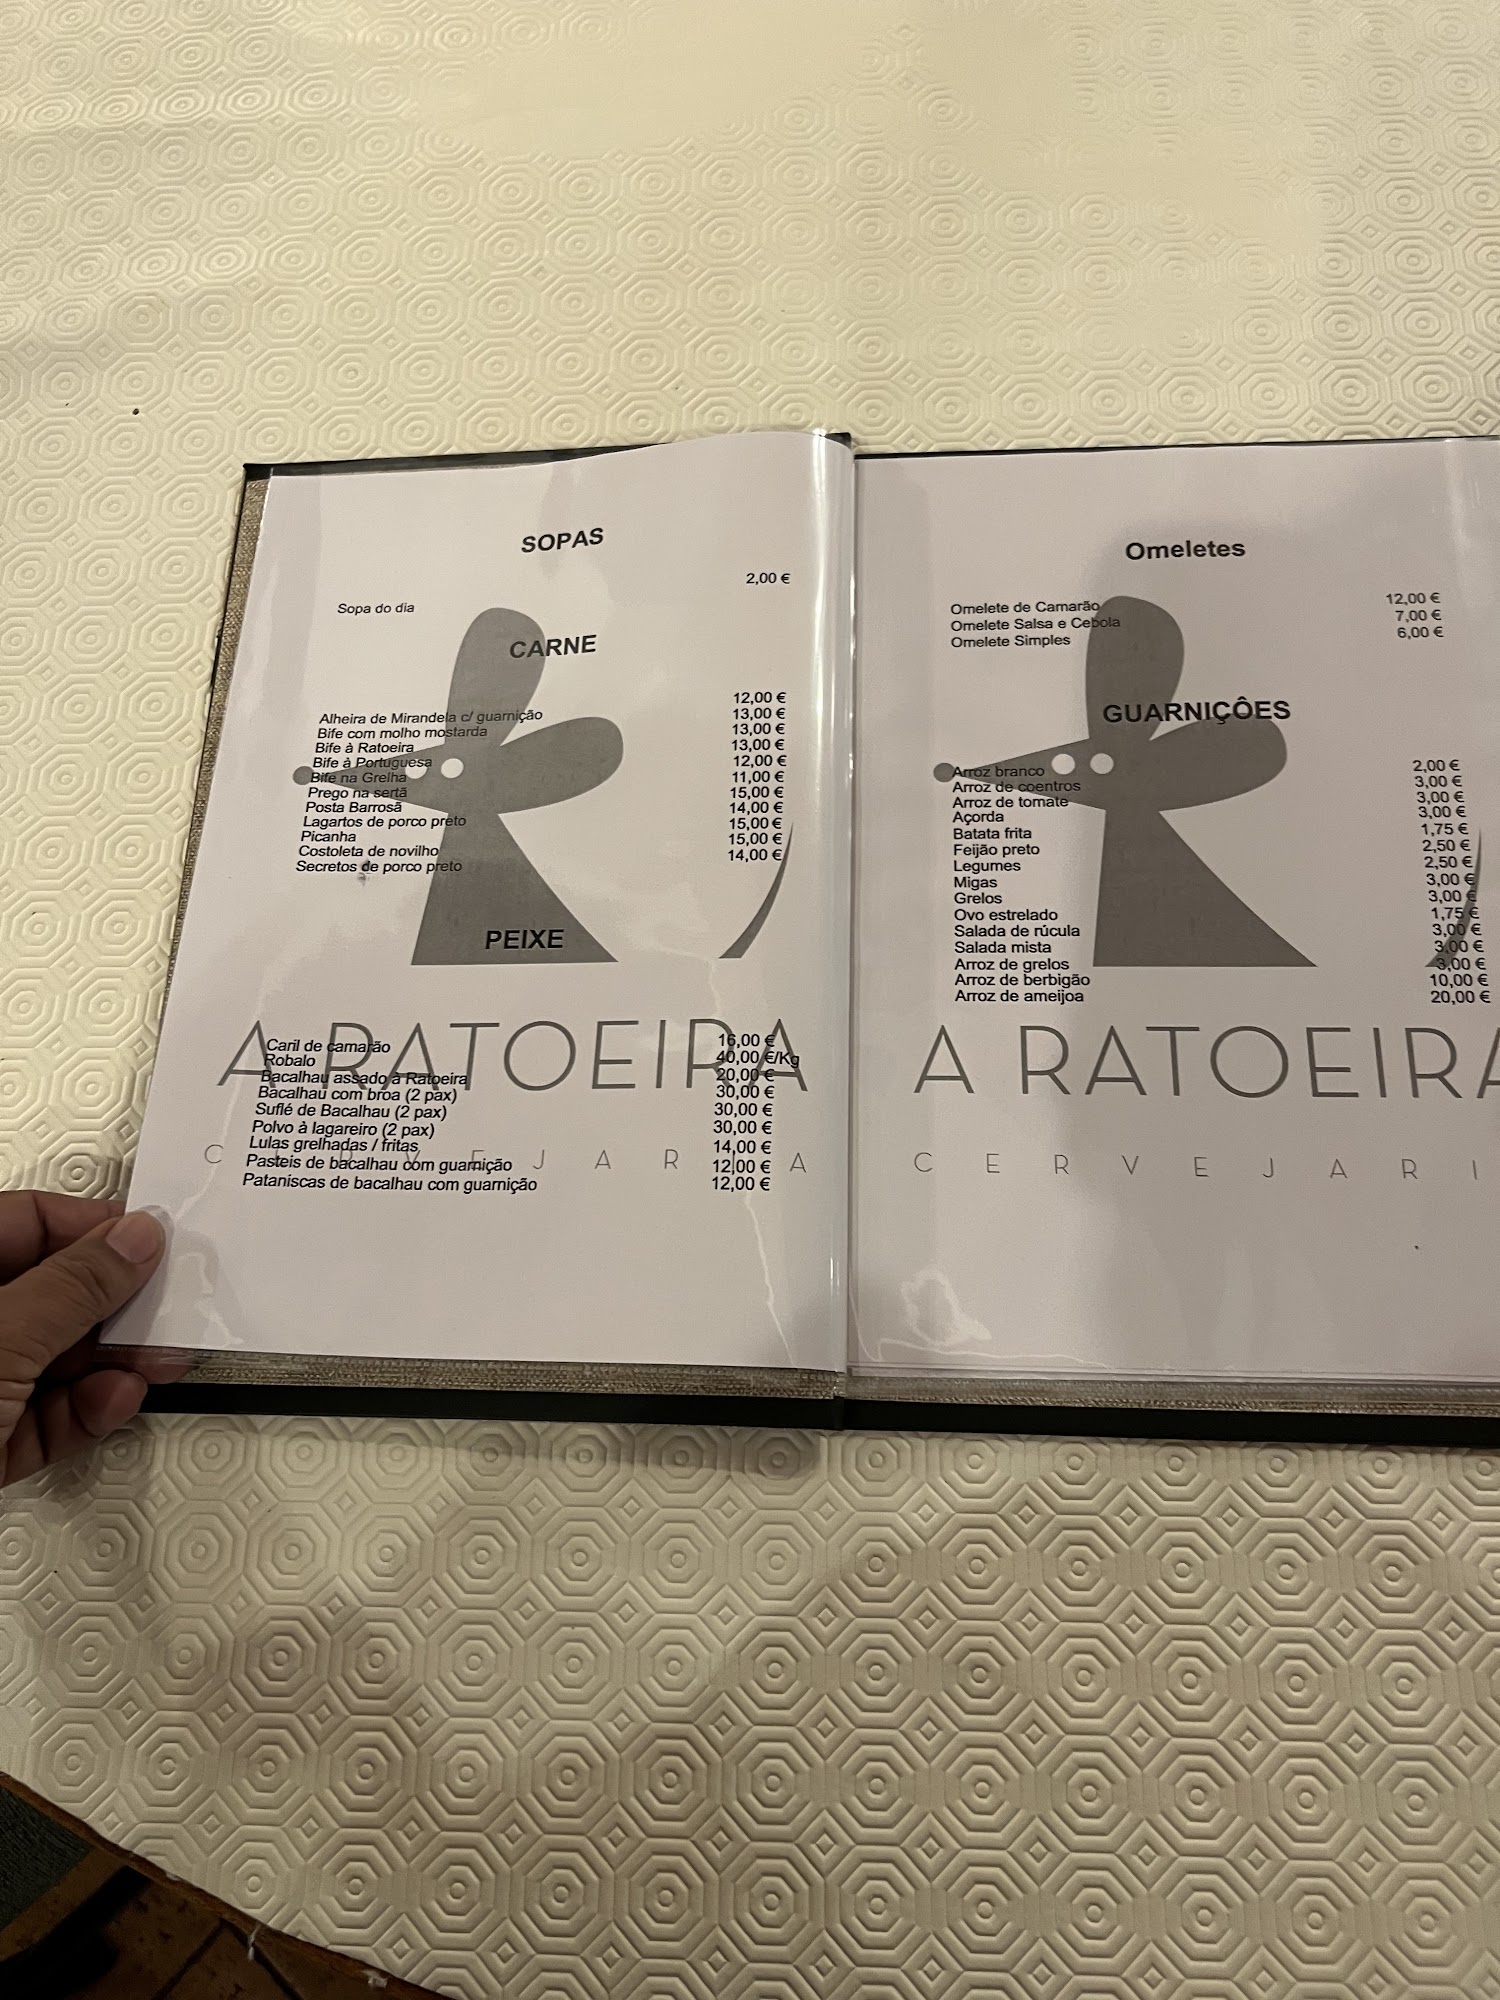 SOPAS
Sopa do dia 2,00 €
CARNE
Alheira de Mirandela c/ guarnição 12,00 €
Bife com molho mostarda 13,00 €
Bife à Ratoeira 13,00 €
Bife à Portuguesa 13,00 €
Bife na Grelha 12,00 €
Prego na sertã 11,00 €
Posta Barrosã 15,00 €
Lagartos de porco preto 14,00 €
Picanha 15,00 €
Costoleta de novilho 15,00 €
Secretos de porco preto 14,00 €
PEIXE
Caril de camarão 16,00 €
Robalo 40,00 €/Kg
Bacalhau assado à Ratoeira 20,00 €
Bacalhau com broa (2 pax) 30,00 €
Suflé de Bacalhau (2 pax) 30,00 €
Polvo à lagareiro (2 pax) 30,00 €
Lulas grelhadas / fritas 14,00 €
Pasteis de bacalhau com guarnição 12,00 €
Pataniscas de bacalhau com guarnição 12,00 €
A RATOEIRA
CERVEJARIA
Omeletes
Omelete de Camarão 12,00 €
Omelete Salsa e Cebola 7,00 €
Omelete Simples 6,00 €
GUARNIÇÔES
Arroz branco 2,00 €
Arroz de coentros 3,00 €
Arroz de tomate 3,00 €
Açorda 3,00 €
Batata frita 1,75 €
Feijão preto 2,50 €
Legumes 2,50 €
Migas 3,00 €
Grelos 3,00 €
Ovo estrelado 1,75 €
Salada de rúcula 3,00 €
Salada mista 3,00 €
Arroz de grelos 3,00 €
Arroz de berbigão 10,00 €
Arroz de ameijoa 20,00 €
A RATOEIRA
CERVEJARI